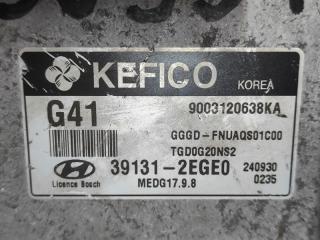 KEFICO KOREA
G41 9003120638KA
GGGD-FNUAQS01C00
TGD0G20NS2
39131-2EGE0 240930
Licence Bosch MEDG17.9.8 0235